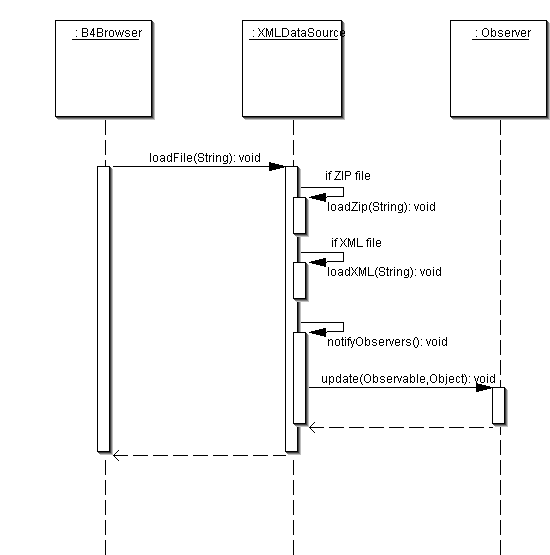 : B4Browser
: XMLDataSource
: Observer
loadFile(String): void
if ZIP file
loadZip(String): void
if XML file
loadXML(String): void
notifyObservers(): void
update(Observable,Object): void